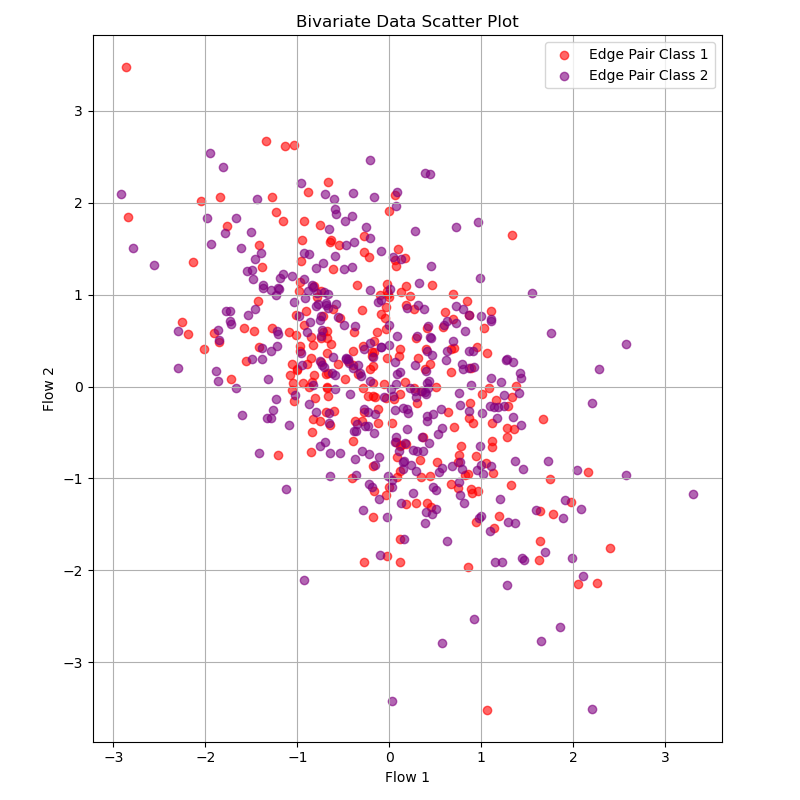 Bivariate Data Scatter Plot
Edge Pair Class 1
Edge Pair Class 2
3
2
1
0
−1
−2
−3
Flow 2
−3 −2 −1 0 1 2 3
Flow 1